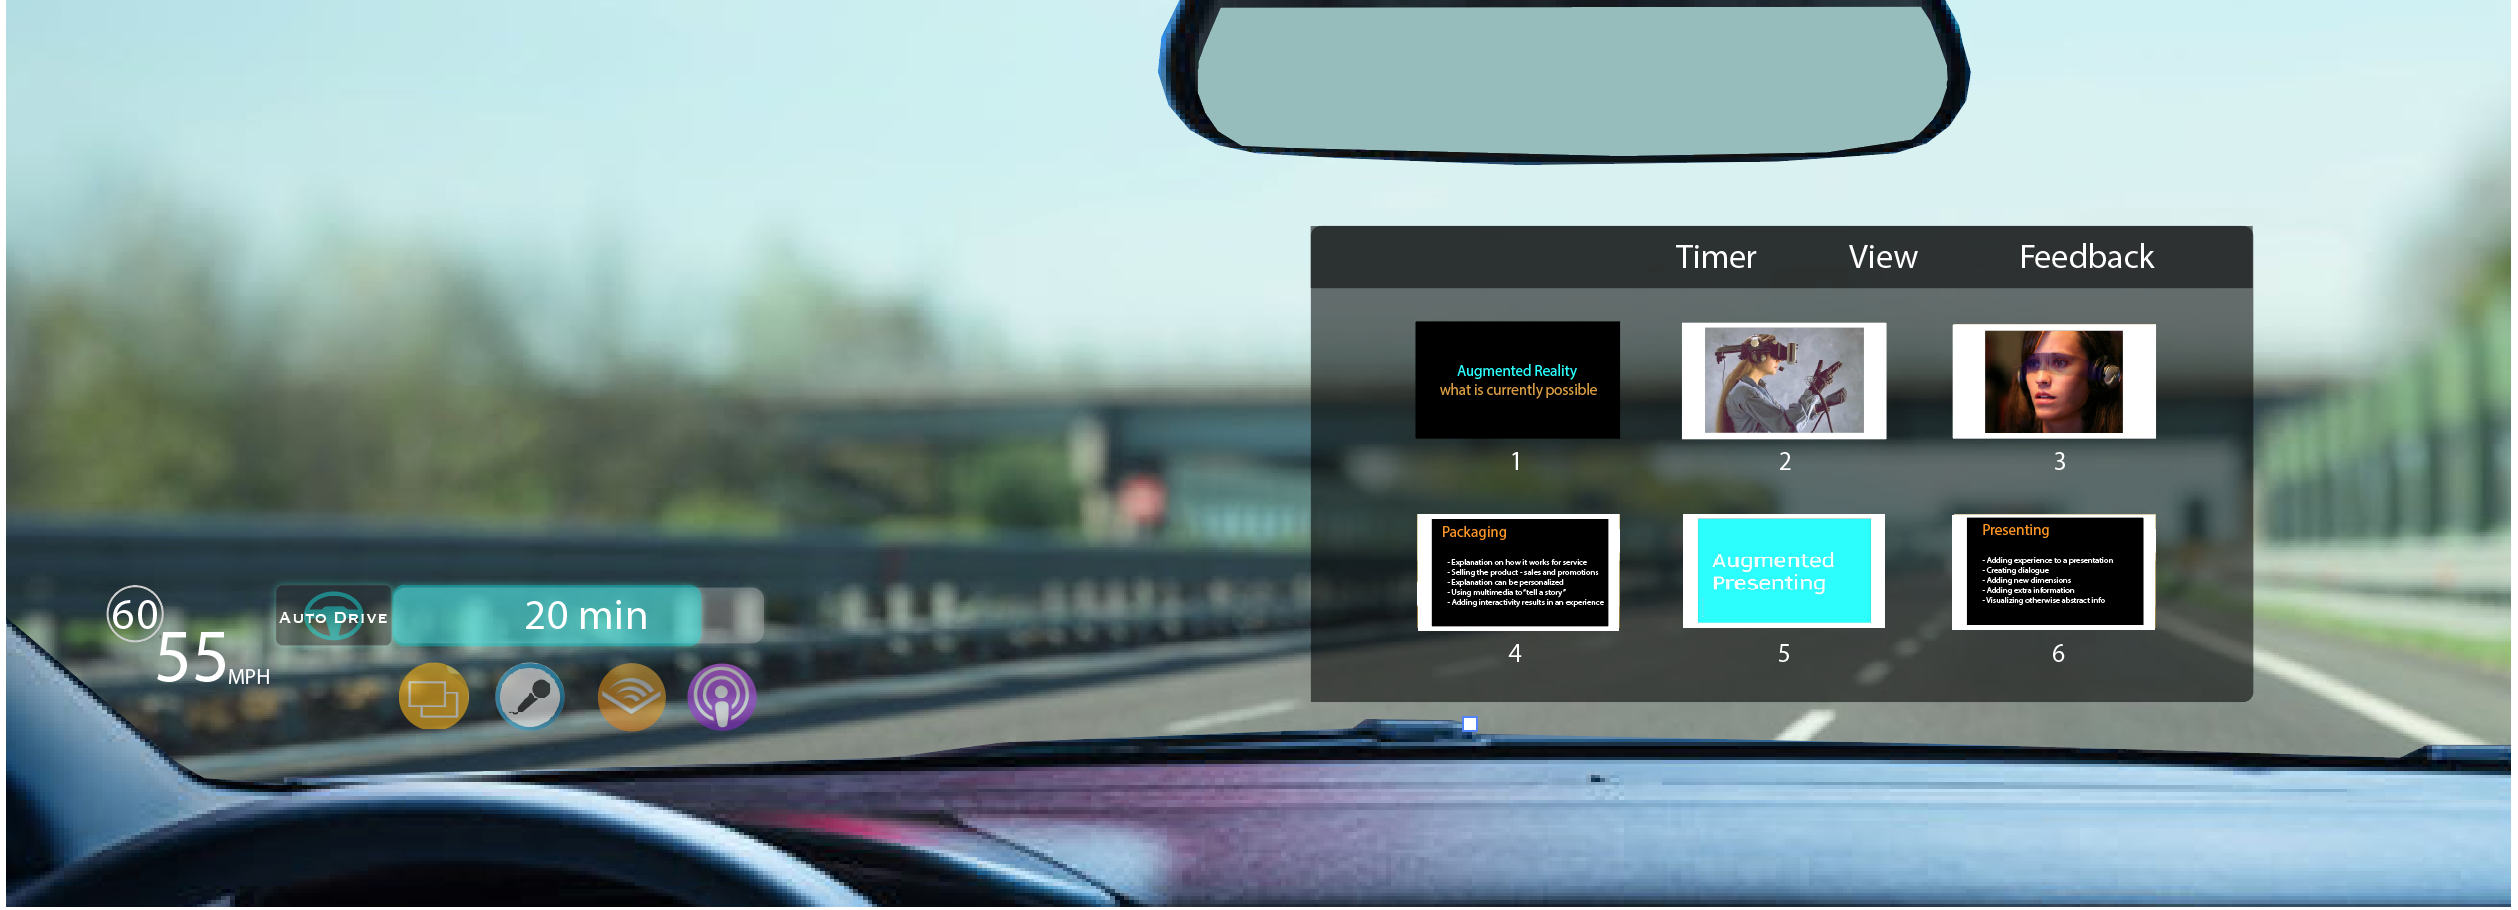 Timer View Feedback
Augmented Reality
what is currently possible
1
2
3
Packaging
- Explanation on how it works for service
- Selling the product - sales and promotions
- Explanation can be personalized
- Using multimedia to "tell a story"
- Adding interactivity results in an experience
4
Augmented
Presenting
5
Presenting
- Adding experience to a presentation
- Creating dialogue
- Adding new dimensions
- Adding extra information
- Visualizing otherwise abstract info
6
60
55 MPH
AUTO DRIVE
20 min